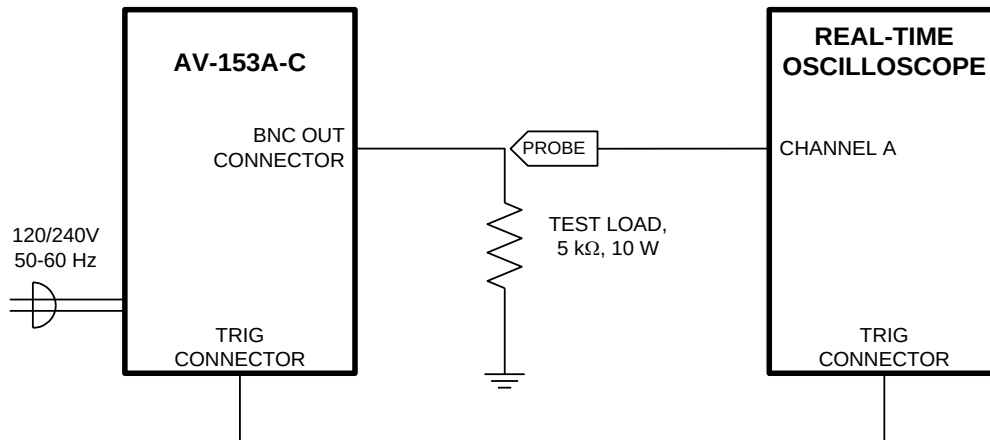 AV-153A-C
BNC OUT
CONNECTOR
120/240V
50-60 Hz
TRIG
CONNECTOR
PROBE
TEST LOAD,
5 kΩ, 10 W
REAL-TIME
OSCILLOSCOPE
CHANNEL A
TRIG
CONNECTOR